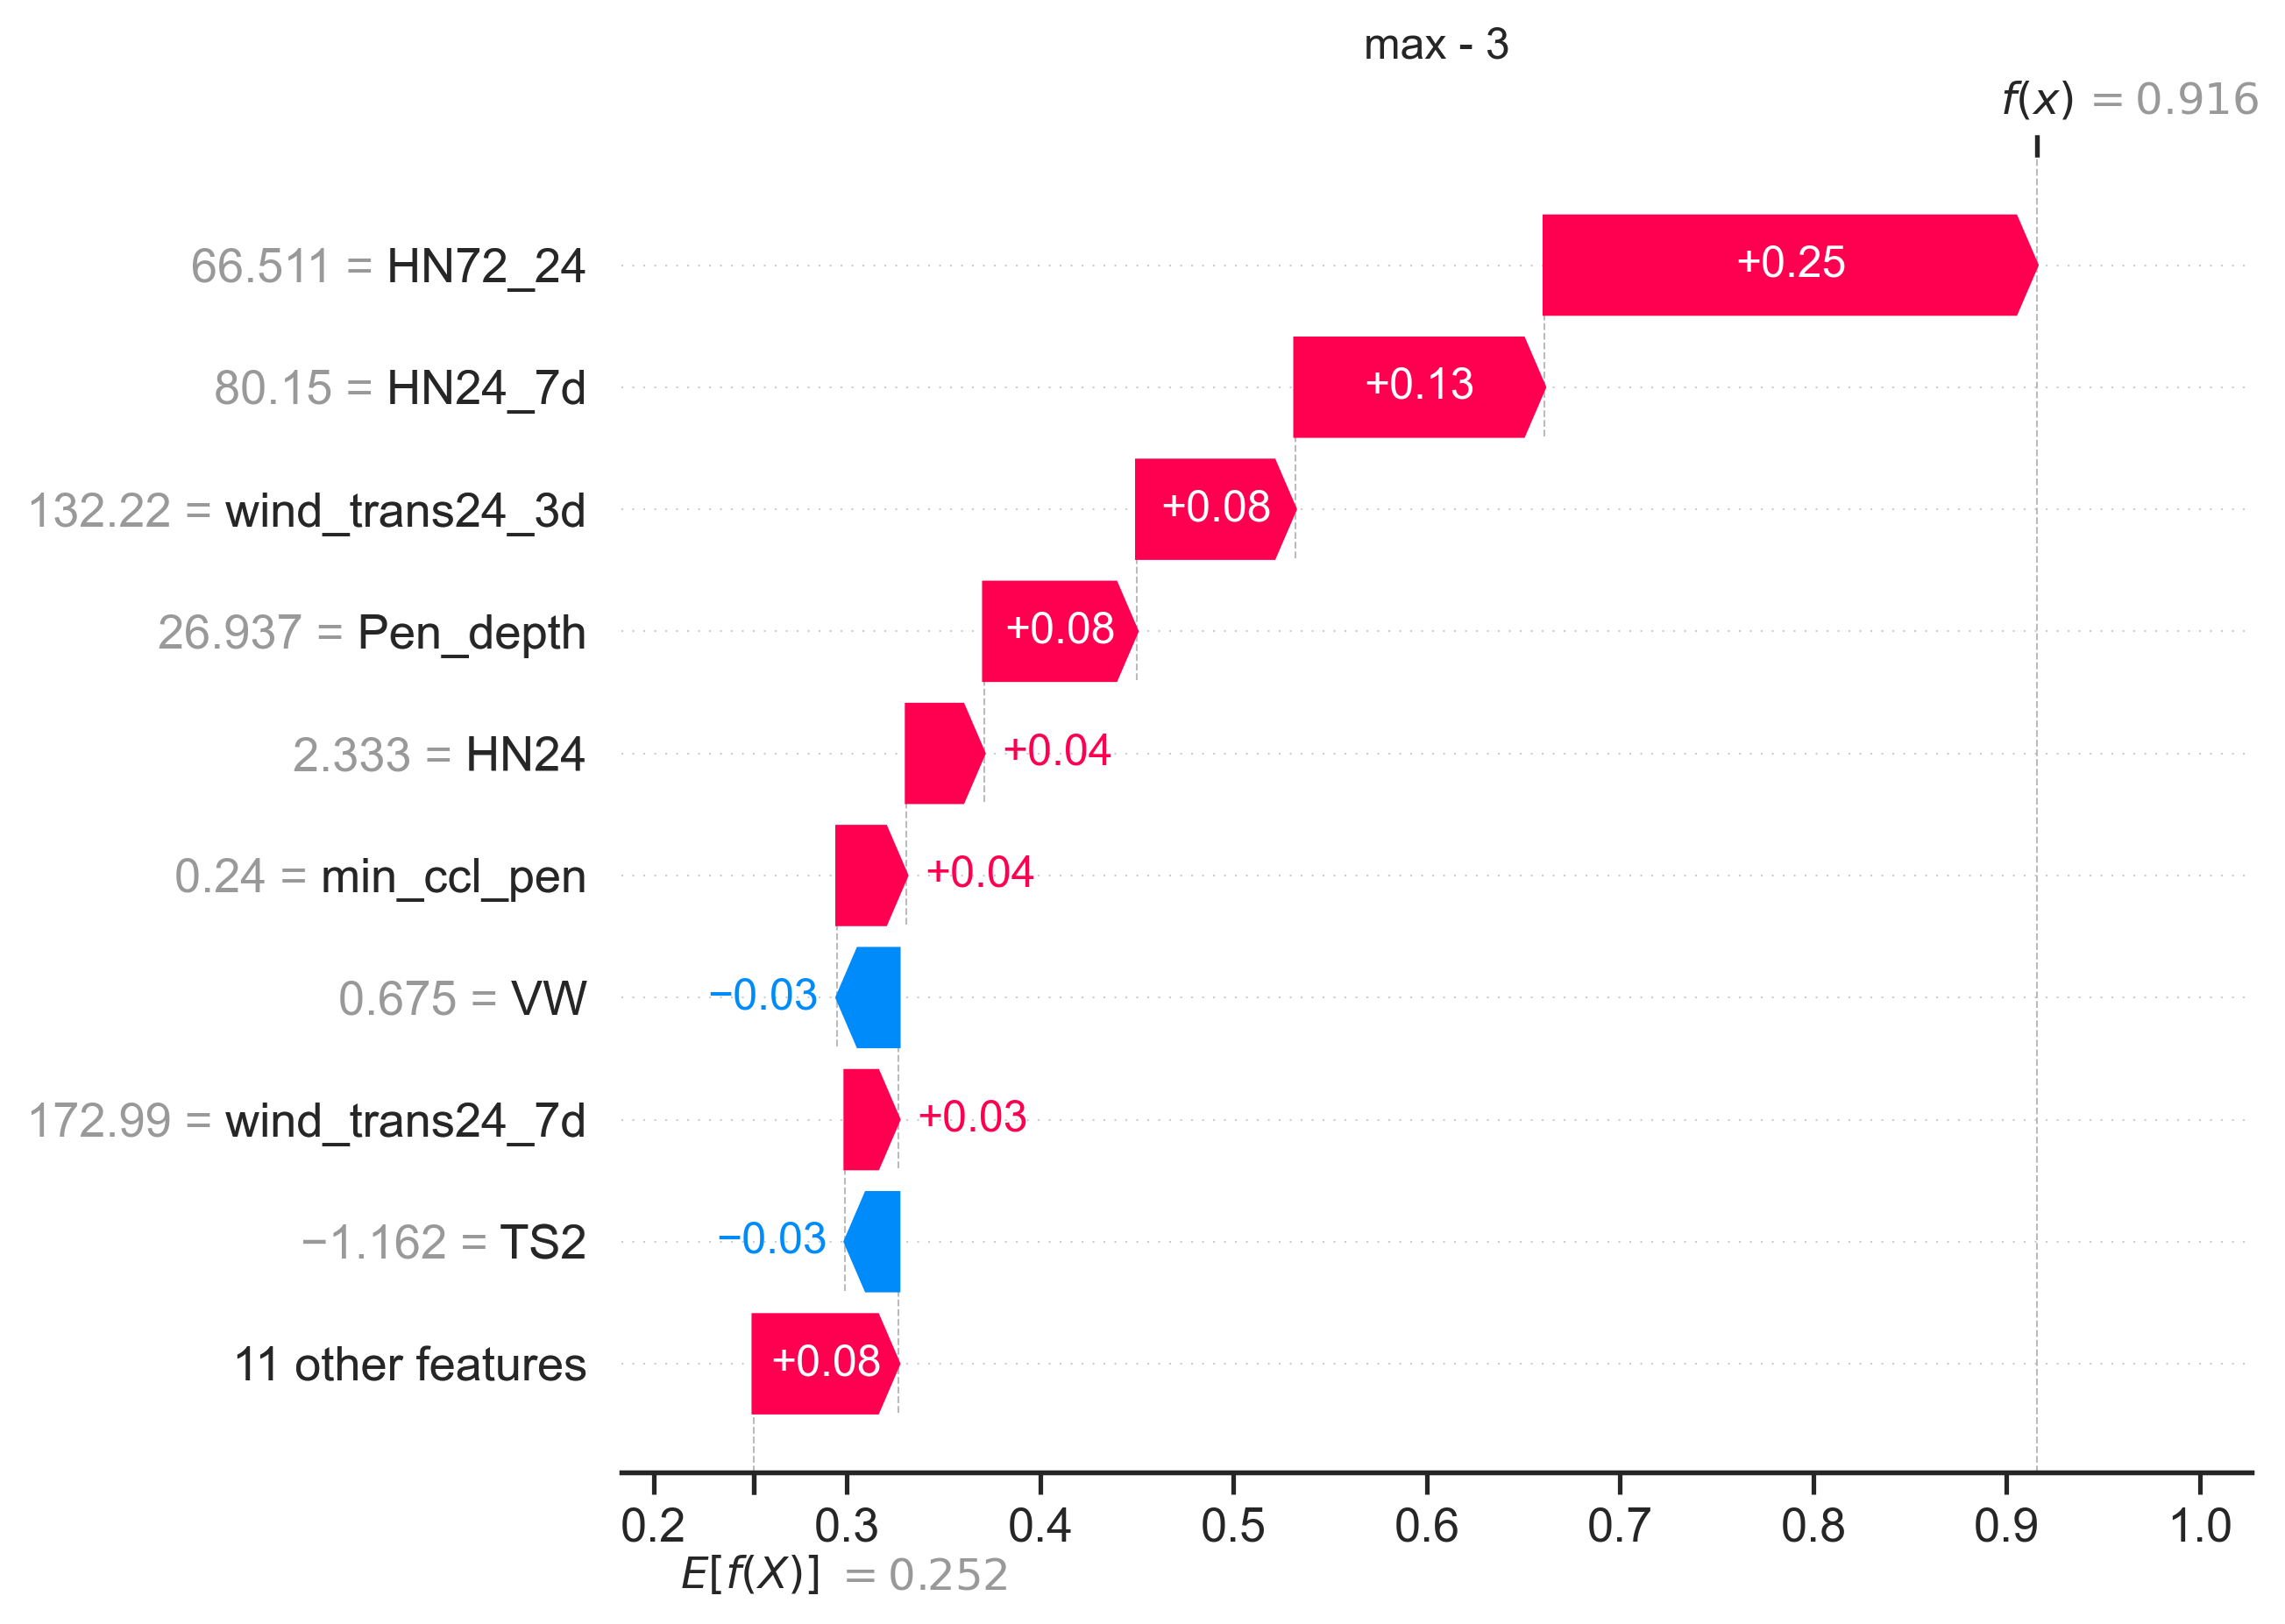 max - 3
f(x) = 0.916
66.511 = HN72_24
+0.25
80.15 = HN24_7d
+0.13
132.22 = wind_trans24_3d
+0.08
26.937 = Pen_depth
+0.08
2.333 = HN24
+0.04
0.24 = min_ccl_pen
+0.04
0.675 = VW
−0.03
172.99 = wind_trans24_7d
+0.03
−1.162 = TS2
−0.03
11 other features
+0.08
0.2 0.3 0.4 0.5 0.6 0.7 0.8 0.9 1.0
E[f(X)] = 0.252